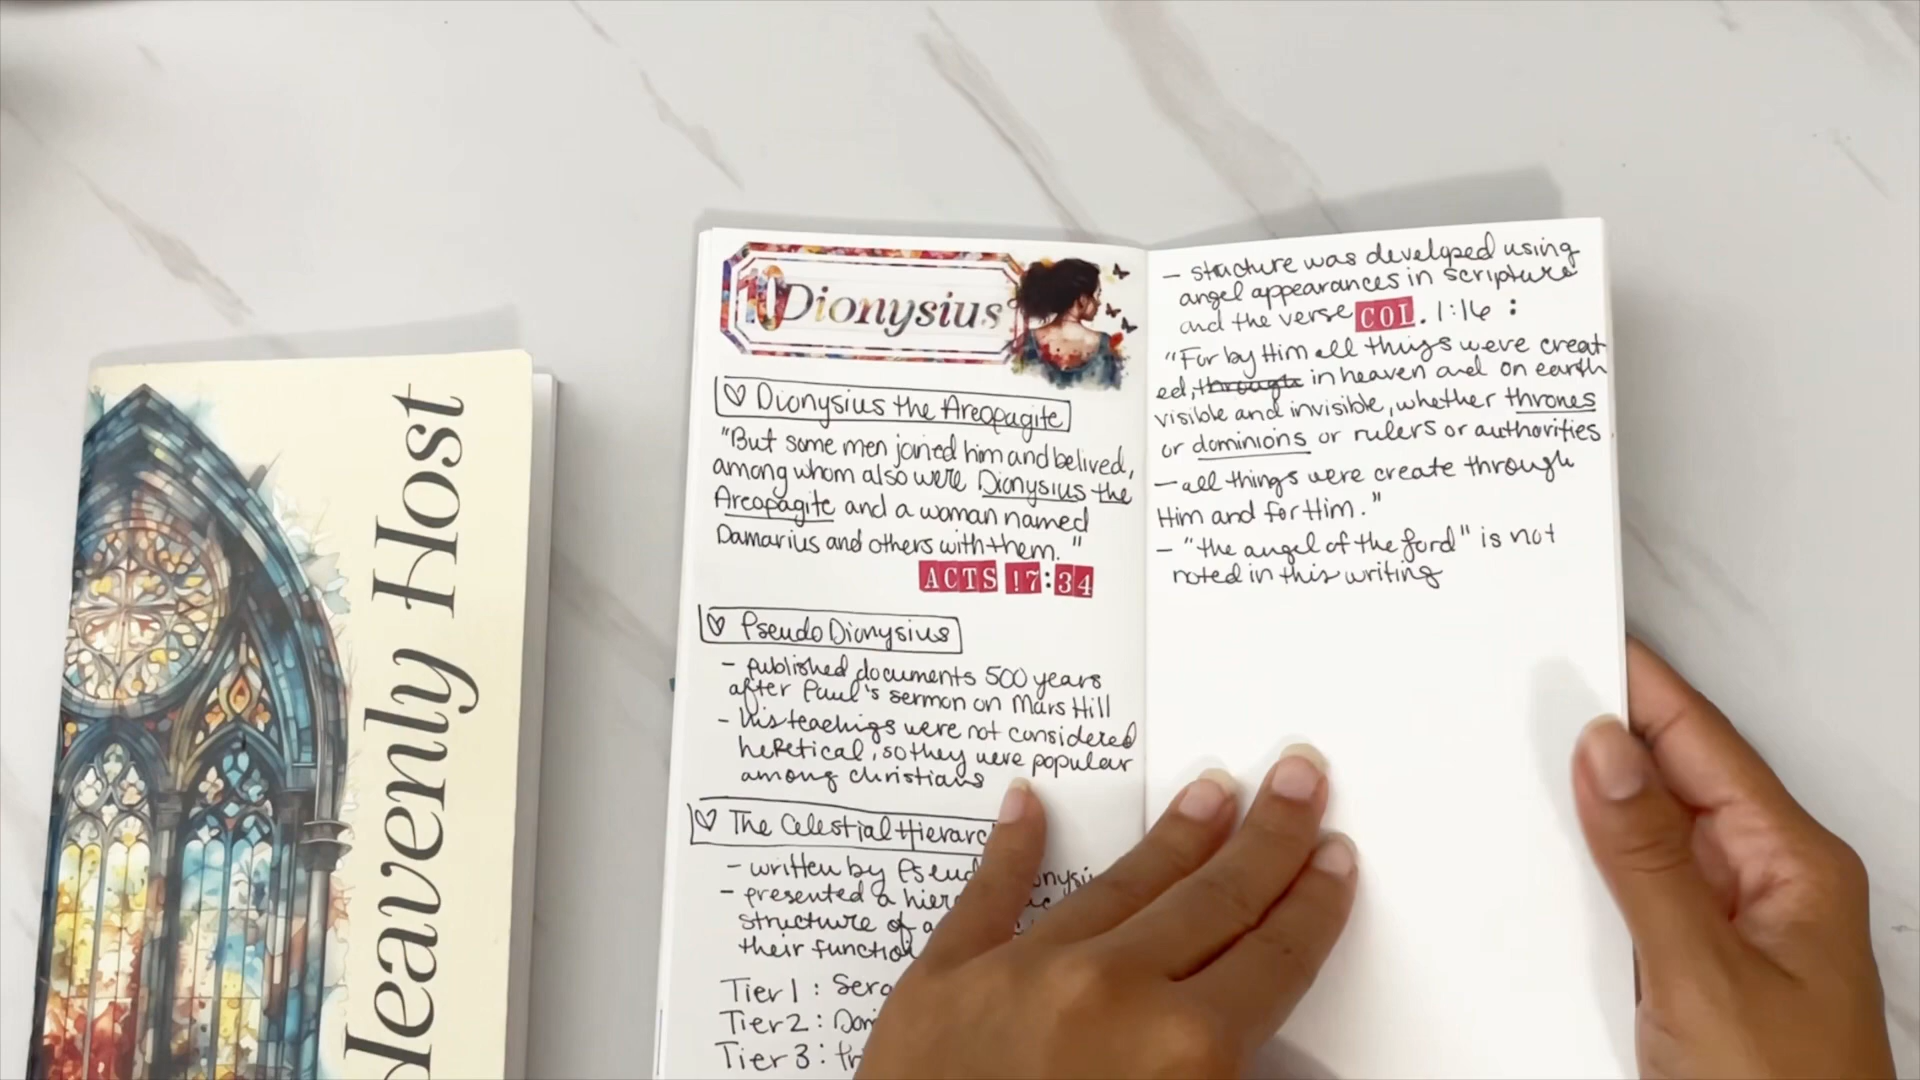 Heavenly Host
10 Dionysius
Dionysius the Areopagite
"But some men joined him and belived,
among whom also were Dionysius the
Areopagite and a woman named
Damarius and others with them."
ACTS 17:34
Pseudo Dionysius
- published documents 500 years
after Paul's sermon on Mars Hill
- his teachings were not considered
heretical, so they were popular
among christians
The Celestial Hierarc
- written by Pseud
- presented a hier
structure of a
their function
Tier 1: Sera
Tier 2: Dom
Tier 3:
- structure was developed using
angel appearances in scripture
and the verse COL. 1:16 :
"For by Him all things were creat
ed, through in heaven and on earth
visible and invisible, whether thrones
or dominions or rulers or authorities
- all things were create through
Him and for Him."
- "the angel of the ford" is not
noted in this writing